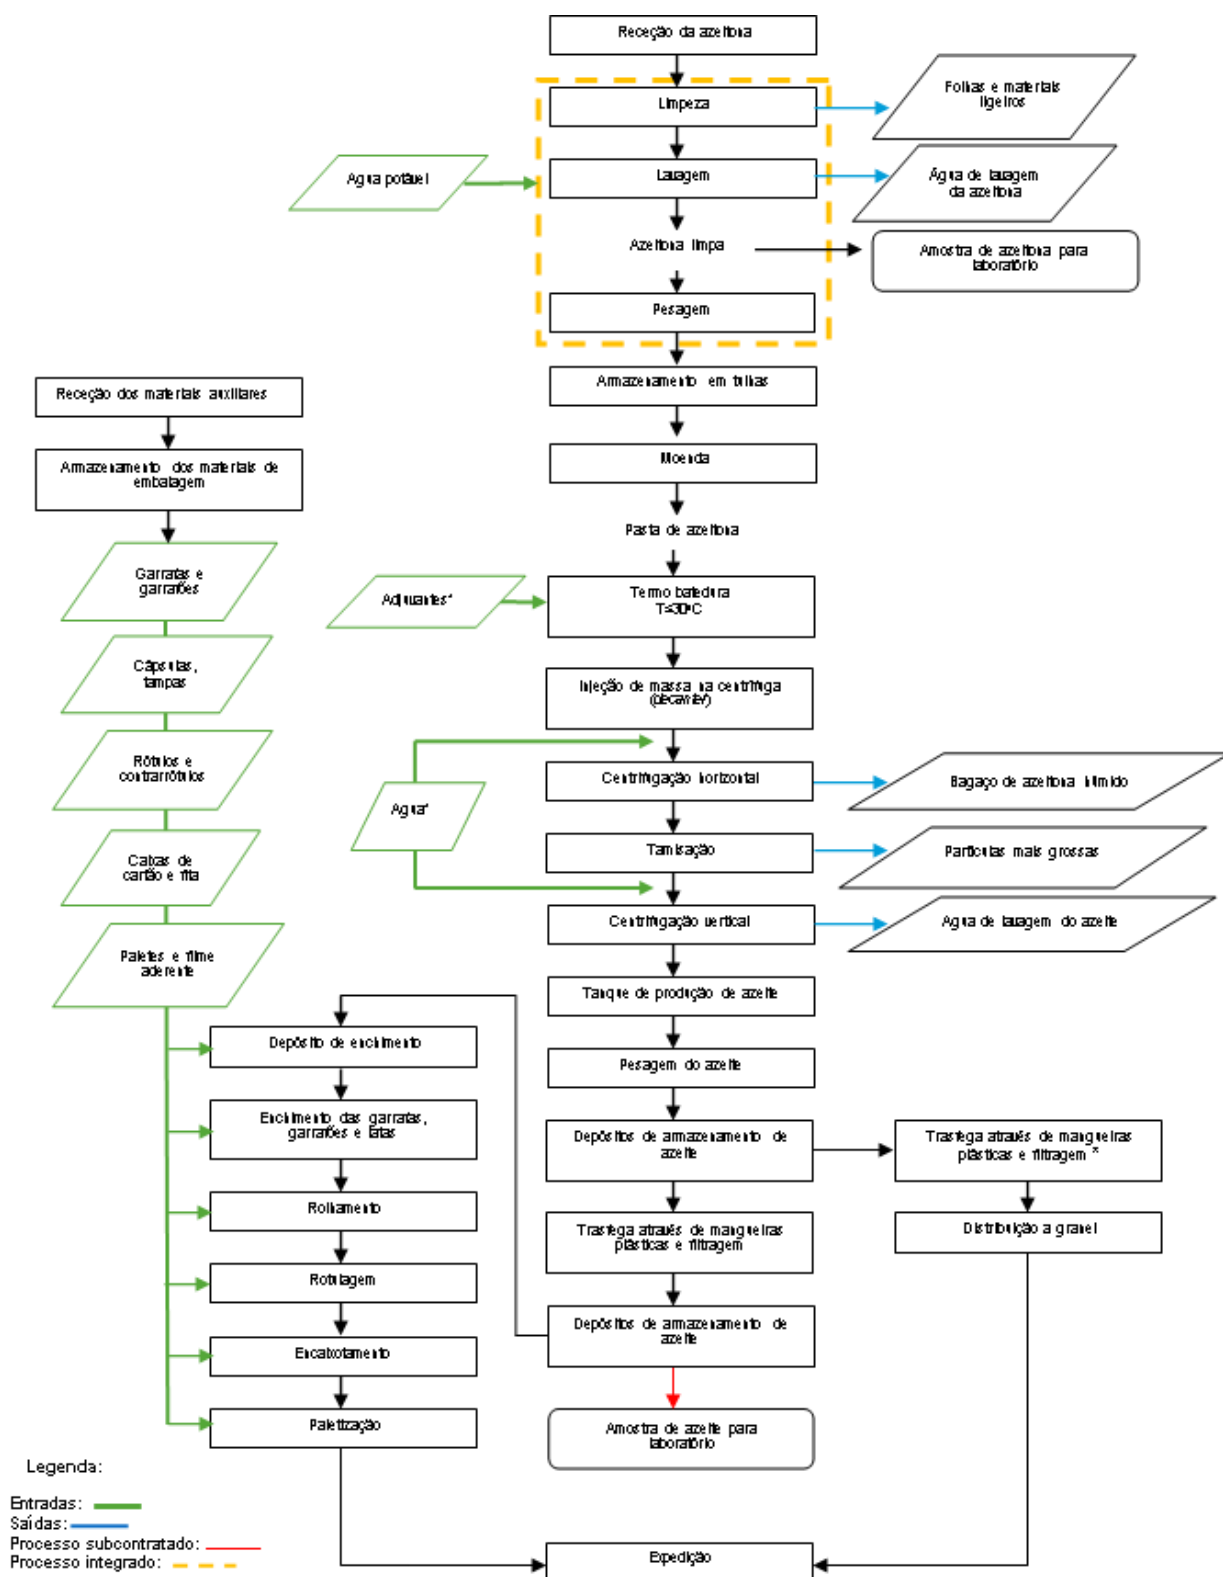 Receção da azeitona
Limpeza
Folhas e materiais
ligeiros
Agua potável
Lavagem
Água de lavagem
da azeitona
Azeitona limpa
Amostra de azeitona para
laboratório
Pesagem
Armazenamento em tulhas
Receção dos materiais auxiliares
Moenda
Armazenamento dos materiais de
embalagem
Pasta de azeitona
Garrafas e
garrafões
Adjuvantes*
Termo batedura
T≤30ºC
Cápsulas,
tampas
Injeção de massa na centrífuga
(decanter)
Rótulos e
contrarrótulos
Centrifugação horizontal
Bagaço de azeitona húmido
Agua*
Tamisação
Partículas mais grossas
Caixas de
cartão e fita
Centrifugação vertical
Agua de lavagem do azeite
Paletes e filme
aderente
Tanque de produção de azeite
Depósito de enchimento
Pesagem do azeite
Enchimento das garrafas,
garrafões e latas
Depósitos de armazenamento de
azeite
Trasfega através de mangueiras
plásticas e filtragem *
Rolhamento
Trasfega através de mangueiras
plásticas e filtragem
Distribuição a granel
Rotulagem
Depósitos de armazenamento de
azeite
Encaixotamento
Paletização
Amostra de azeite para
laboratório
Legenda:
Entradas:
Saídas:
Processo subcontratado:
Processo integrado:
Expedição